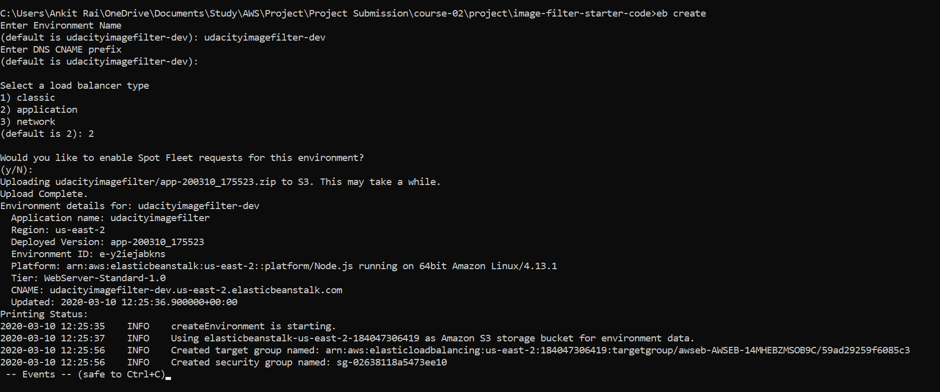 C:\Users\Ankit Rai\OneDrive\Documents\Study\AWS\Project\Project Submission\course-02\project\image-filter-starter-code>eb create
Enter Environment Name
(default is udacityimagefilter-dev): udacityimagefilter-dev
Enter DNS CNAME prefix
(default is udacityimagefilter-dev):
Select a load balancer type
1) classic
2) application
3) network
(default is 2): 2
Would you like to enable Spot Fleet requests for this environment?
(y/N):
Uploading udacityimagefilter/app-200310_175523.zip to S3. This may take a while.
Upload Complete.
Environment details for: udacityimagefilter-dev
  Application name: udacityimagefilter
  Region: us-east-2
  Deployed Version: app-200310_175523
  Environment ID: e-y2iejabkns
  Platform: arn:aws:elasticbeanstalk:us-east-2::platform/Node.js running on 64bit Amazon Linux/4.13.1
  Tier: WebServer-Standard-1.0
  CNAME: udacityimagefilter-dev.us-east-2.elasticbeanstalk.com
  Updated: 2020-03-10 12:25:36.900000+00:00
Printing Status:
2020-03-10 12:25:35    INFO    createEnvironment is starting.
2020-03-10 12:25:37    INFO    Using elasticbeanstalk-us-east-2-184047306419 as Amazon S3 storage bucket for environment data.
2020-03-10 12:25:56    INFO    Created target group named: arn:aws:elasticloadbalancing:us-east-2:184047306419:targetgroup/awseb-AWSEB-14MHEBZMSOB9C/59ad29259f6085c3
2020-03-10 12:25:56    INFO    Created security group named: sg-02638118a5473ee10
 -- Events -- (safe to Ctrl+C)